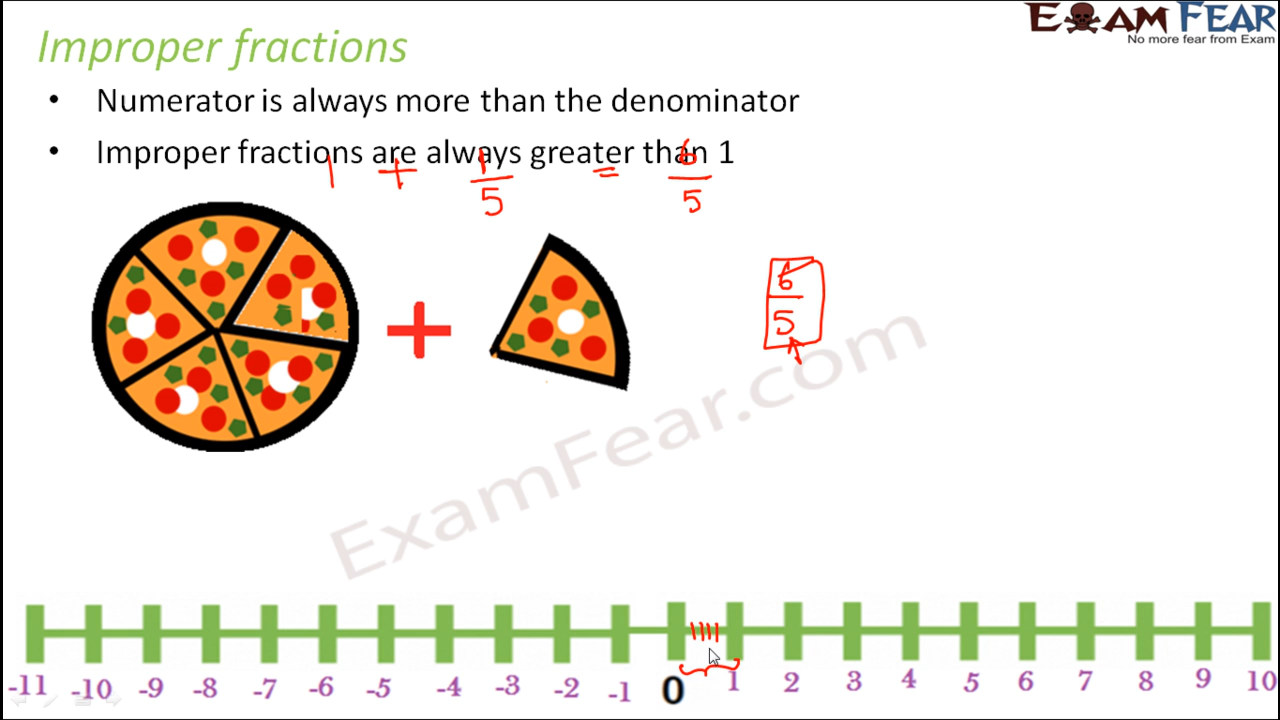 Improper fractions
EXAM FEAR
No more fear from Exam
• Numerator is always more than the denominator
• Improper fractions are always greater than 1
1 + 1/5 = 6/5
6/5
ExamFear.com
-11 -10 -9 -8 -7 -6 -5 -4 -3 -2 -1 0 1 2 3 4 5 6 7 8 9 10